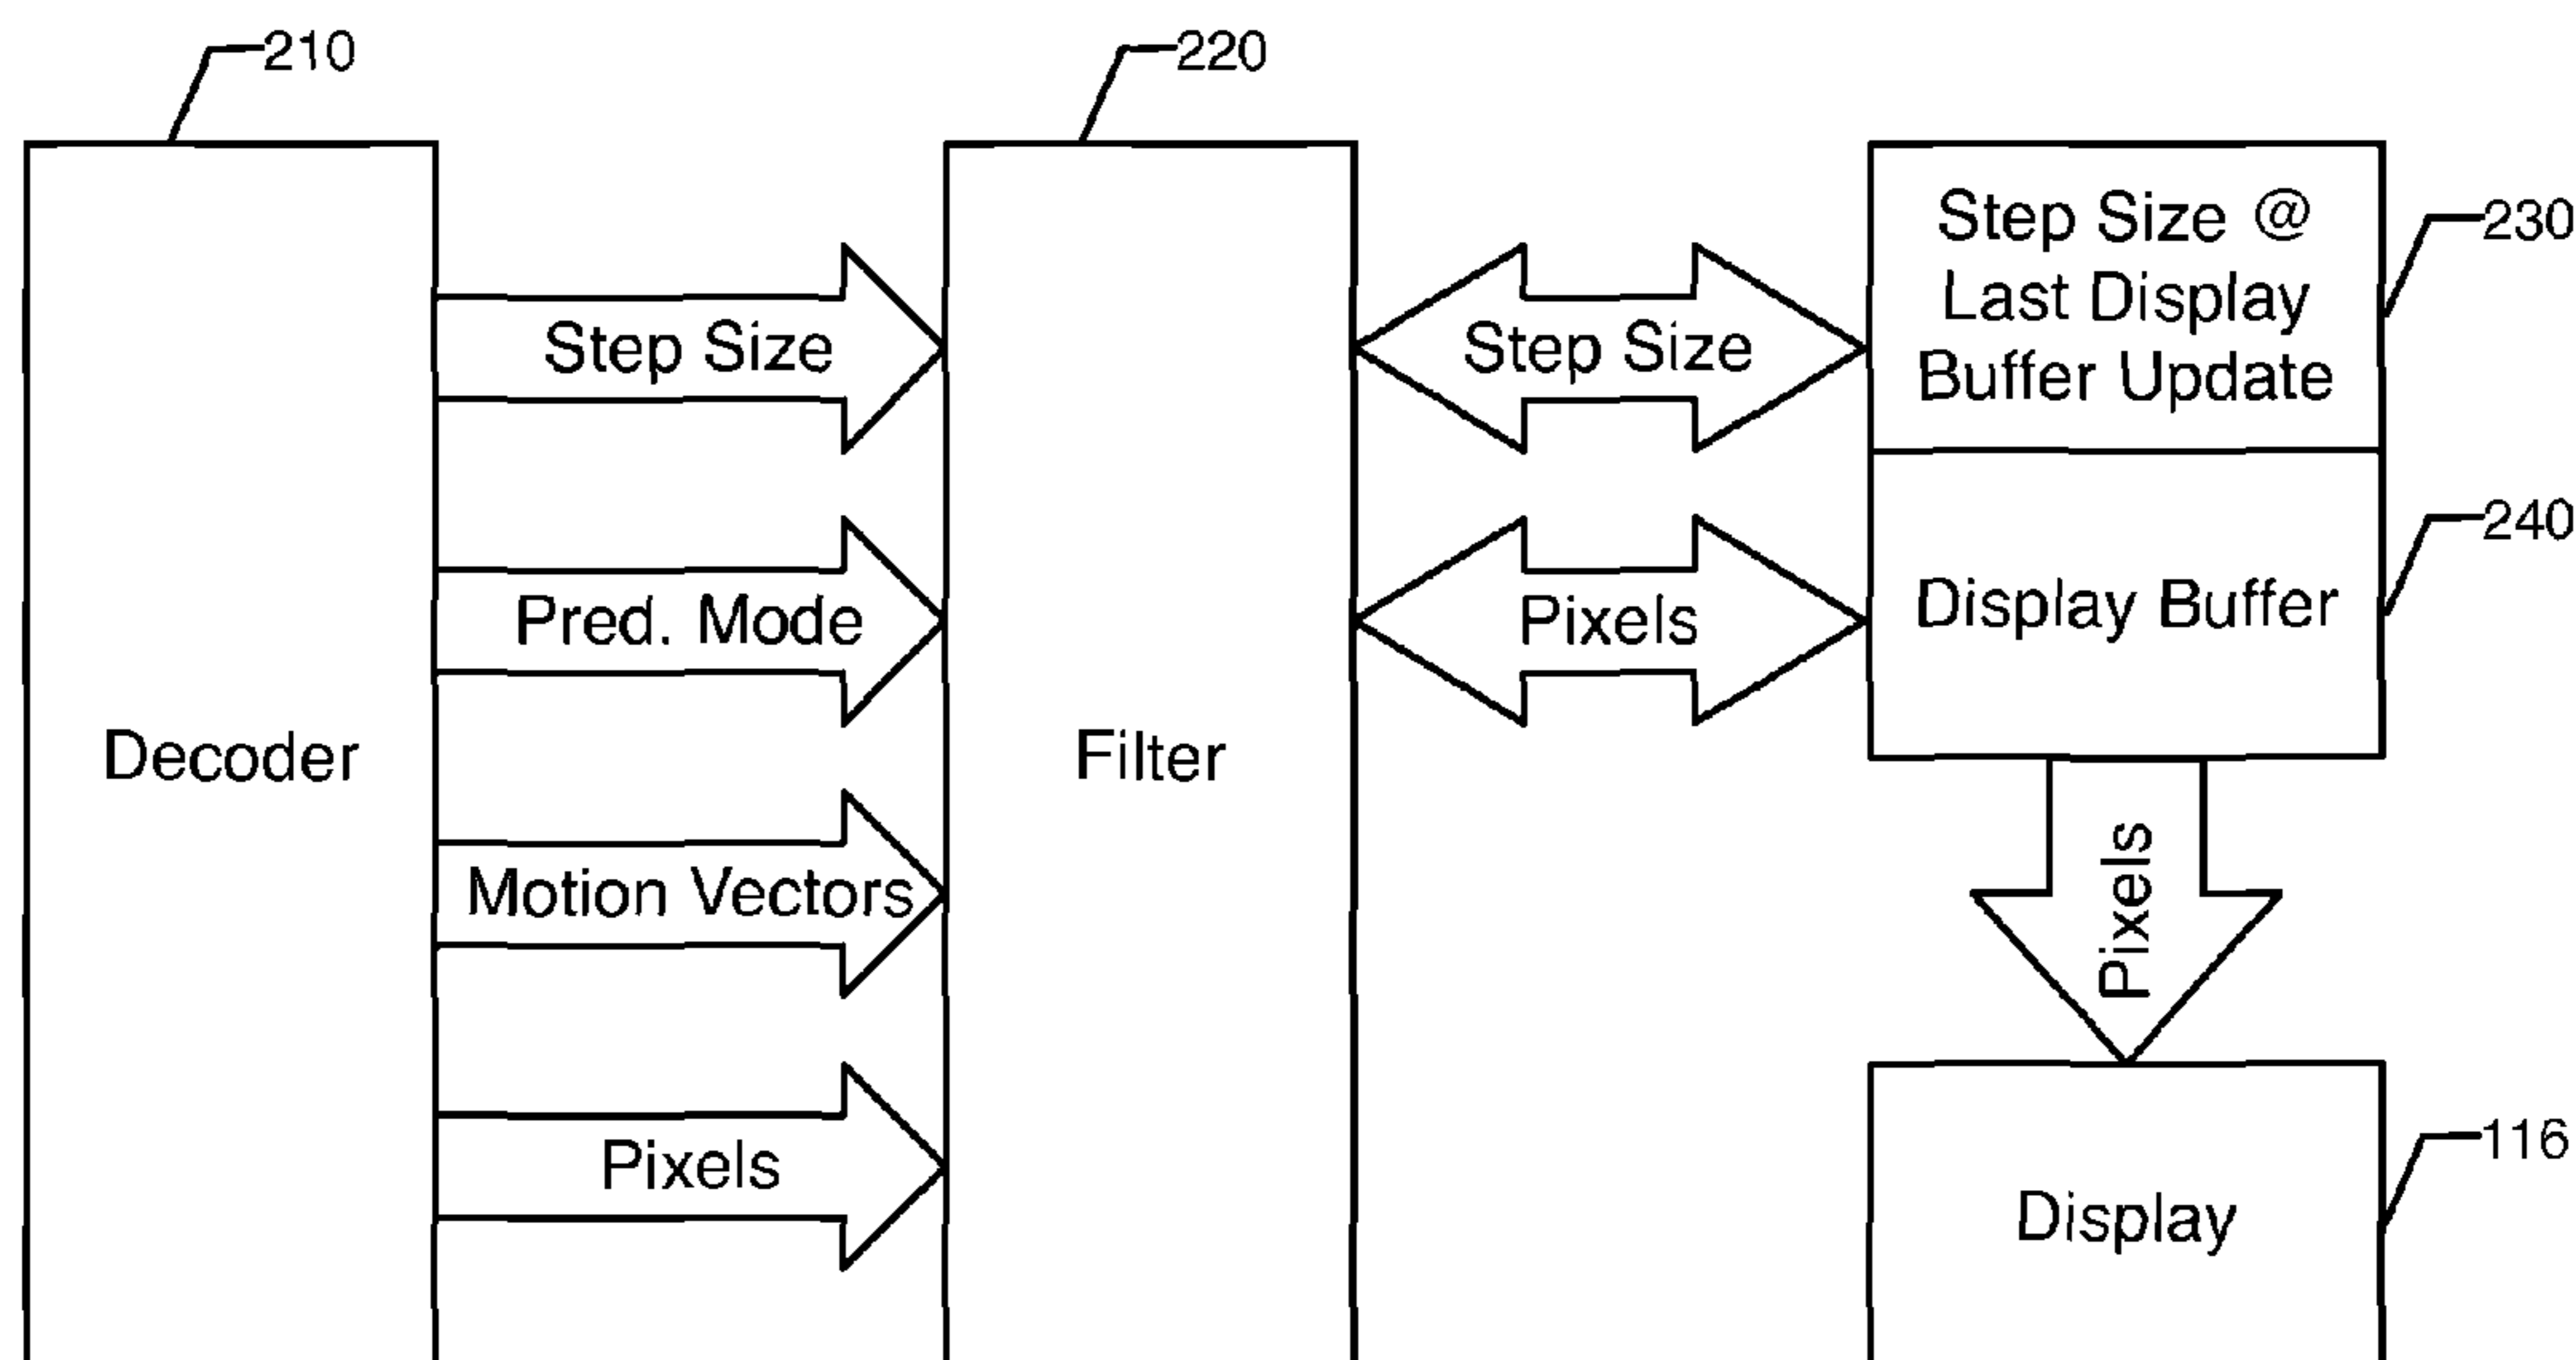 210
220
Step Size @
Last Display
Buffer Update
230
Step Size
Step Size
240
Pred. Mode
Pixels
Display Buffer
Decoder
Filter
Motion Vectors
Pixels
Pixels
116
Display